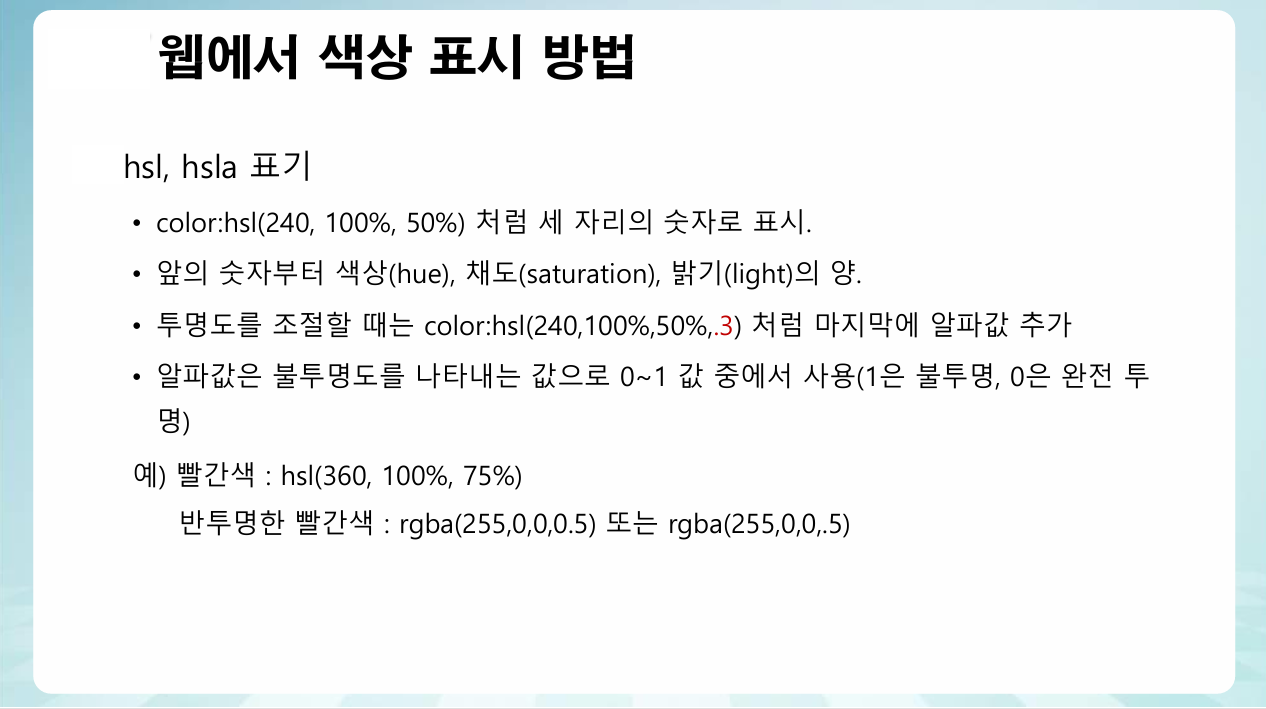 웹에서 색상 표시 방법
hsl, hsla 표기
• color:hsl(240, 100%, 50%) 처럼 세 자리의 숫자로 표시.
• 앞의 숫자부터 색상(hue), 채도(saturation), 밝기(light)의 양.
• 투명도를 조절할 때는 color:hsl(240,100%,50%,.3) 처럼 마지막에 알파값 추가
• 알파값은 불투명도를 나타내는 값으로 0~1 값 중에서 사용(1은 불투명, 0은 완전 투
명)
예) 빨간색 : hsl(360, 100%, 75%)
반투명한 빨간색 : rgba(255,0,0,0.5) 또는 rgba(255,0,0,.5)